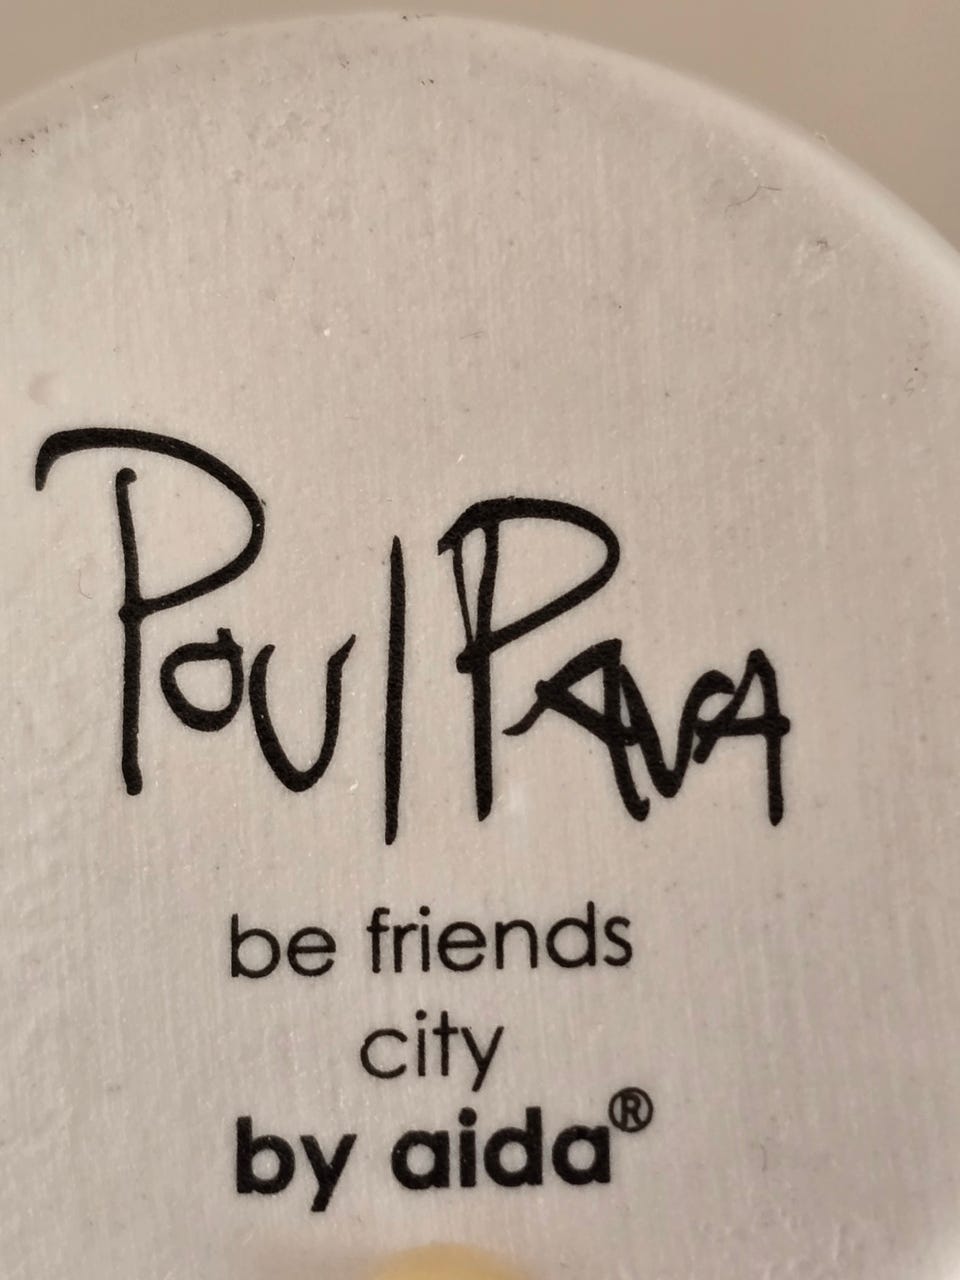 Poul Pava
be friends
city
by aida®